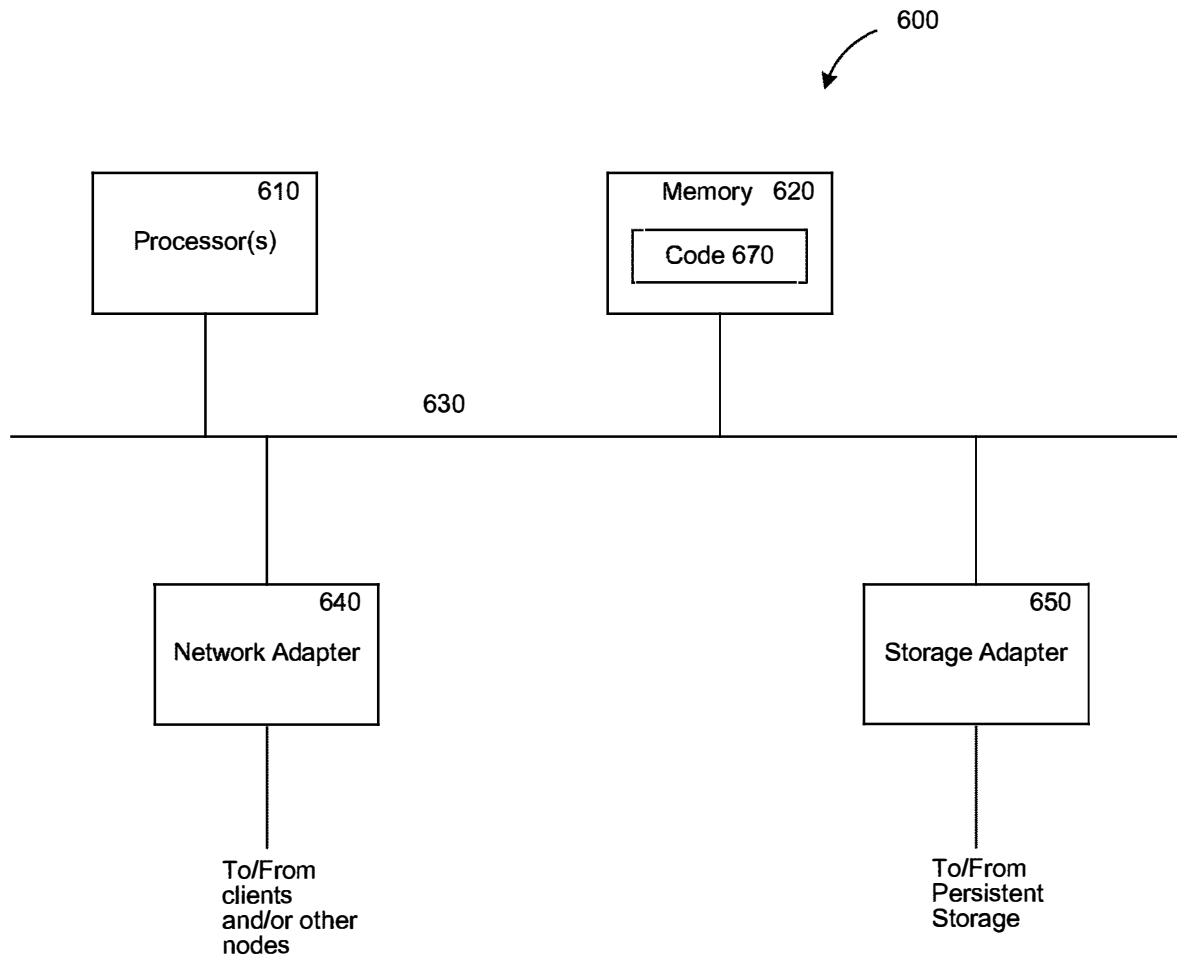 600
610
Processor(s)
Memory 620
Code 670
630
640
Network Adapter
650
Storage Adapter
To/From
clients
and/or other
nodes
To/From
Persistent
Storage